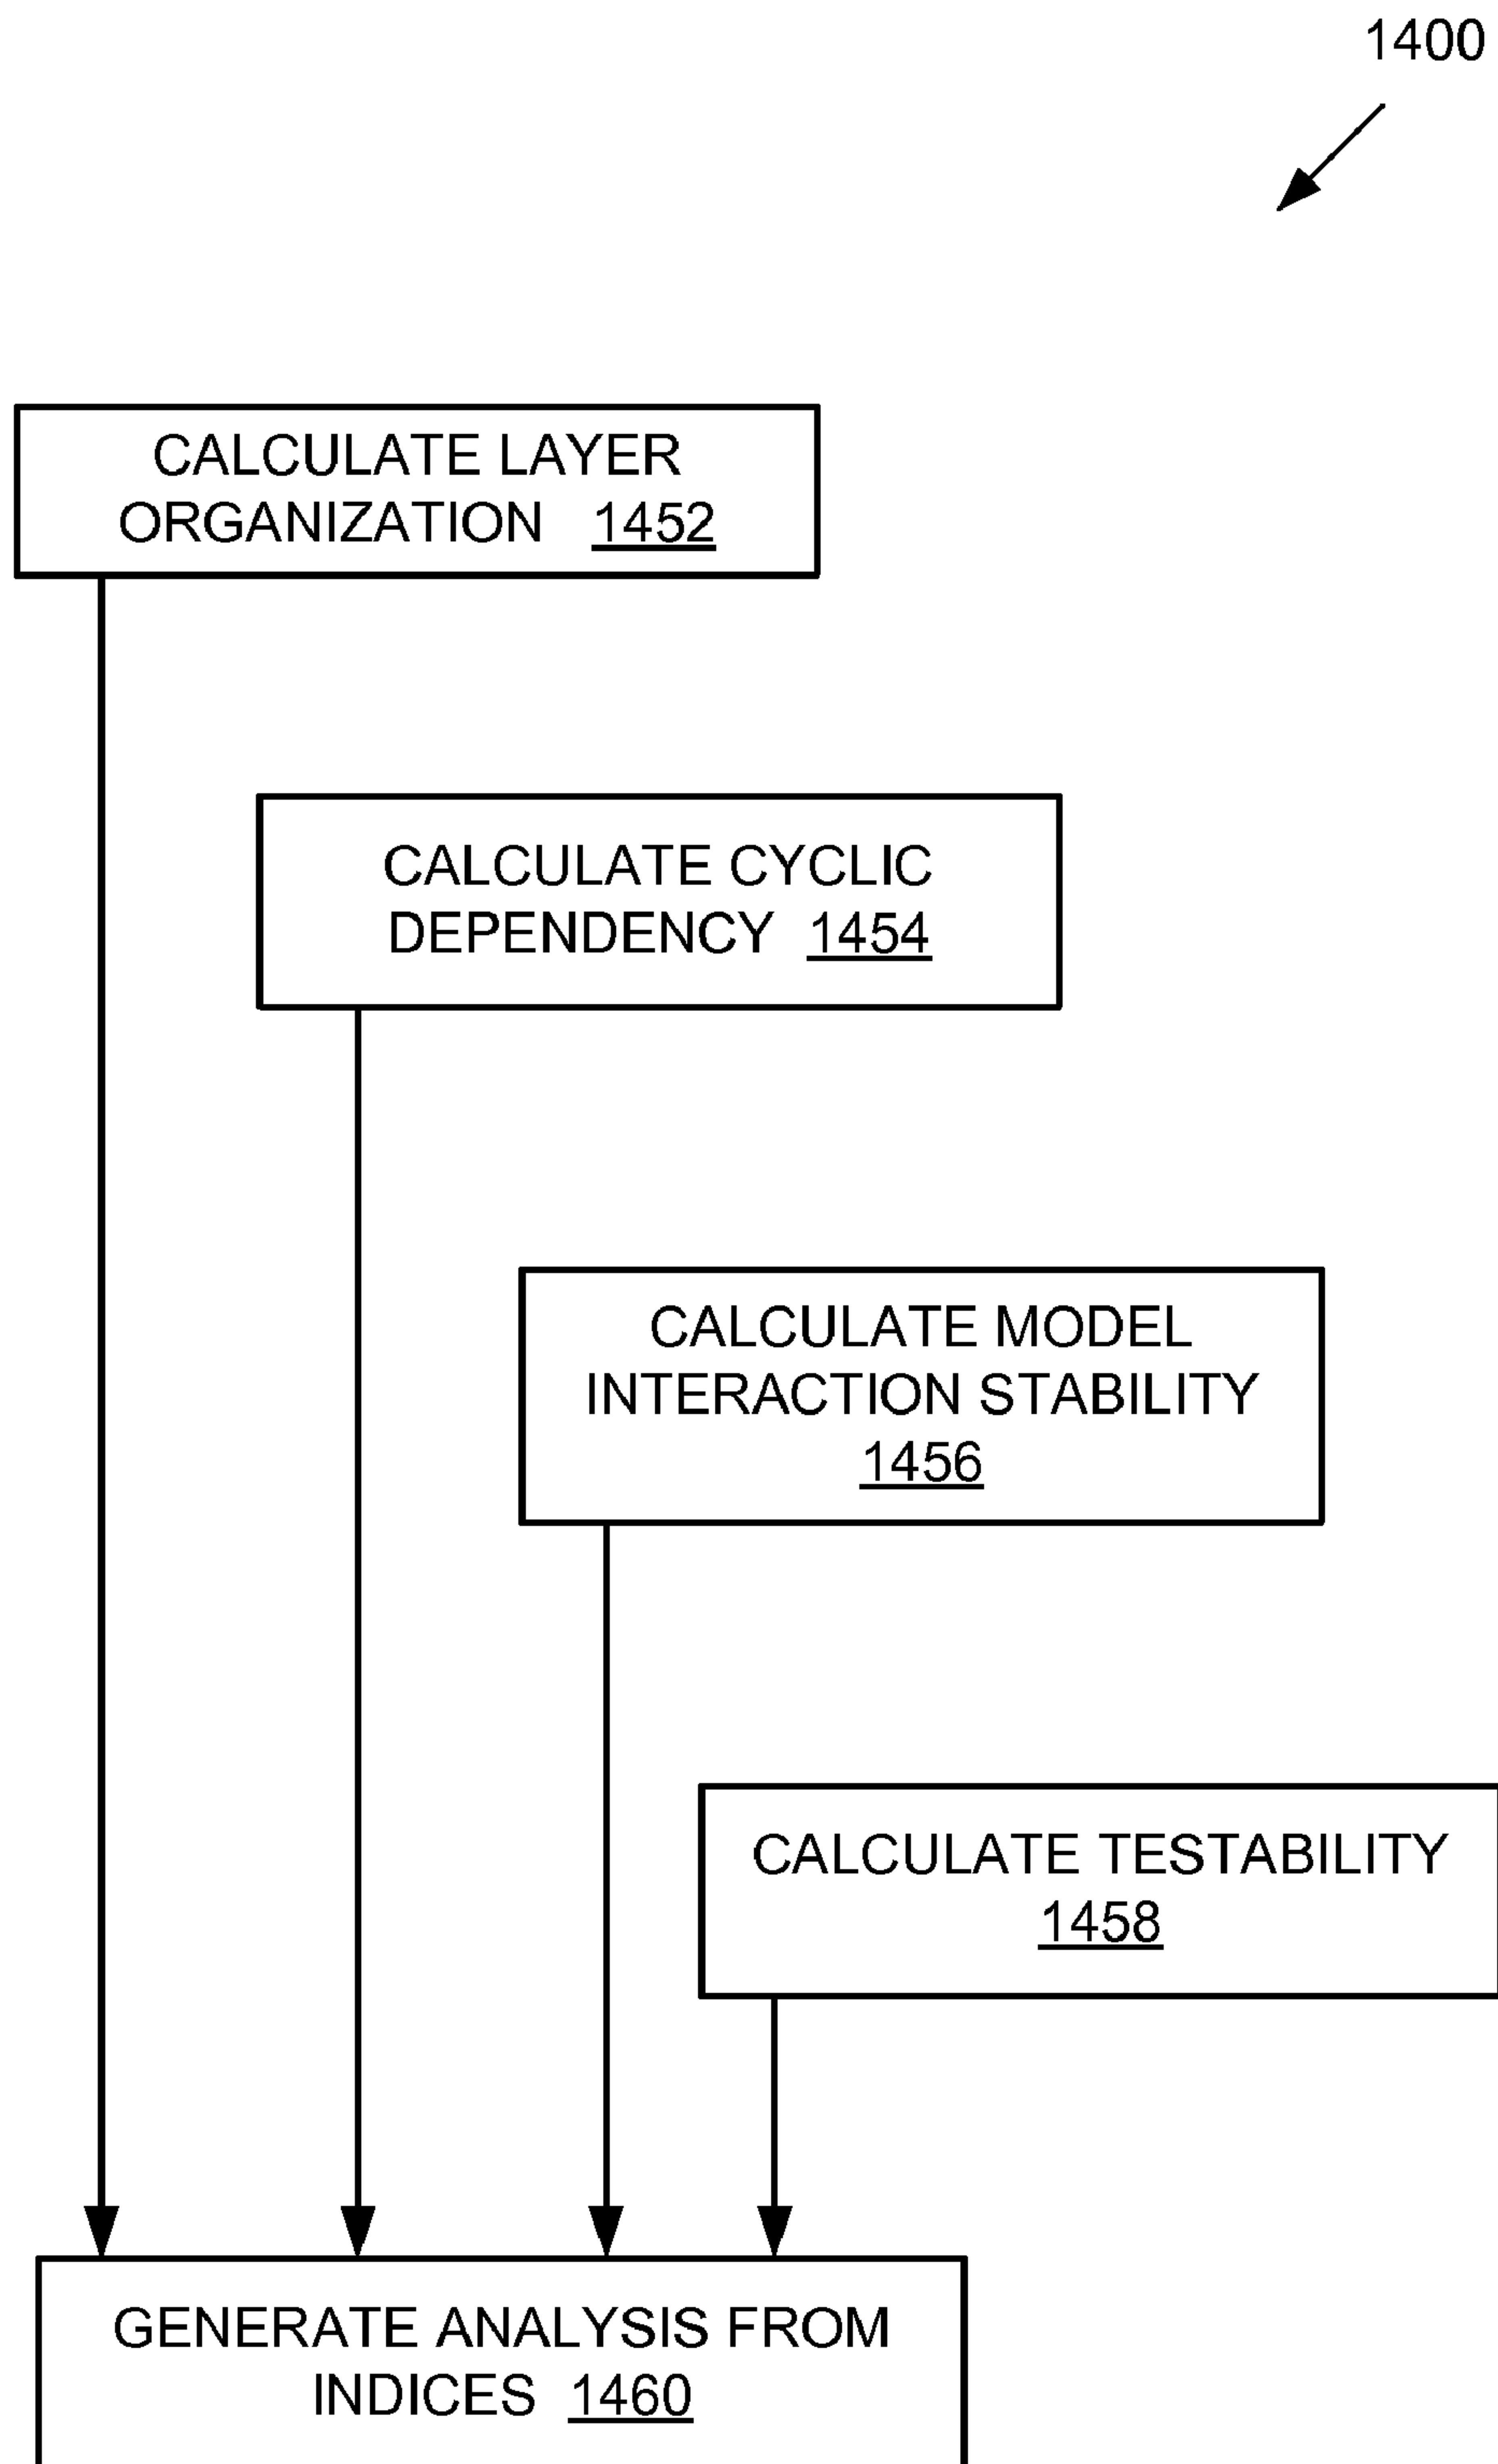 1400
CALCULATE LAYER
ORGANIZATION 1452
CALCULATE CYCLIC
DEPENDENCY 1454
CALCULATE MODEL
INTERACTION STABILITY
1456
CALCULATE TESTABILITY
1458
GENERATE ANALYSIS FROM
INDICES 1460